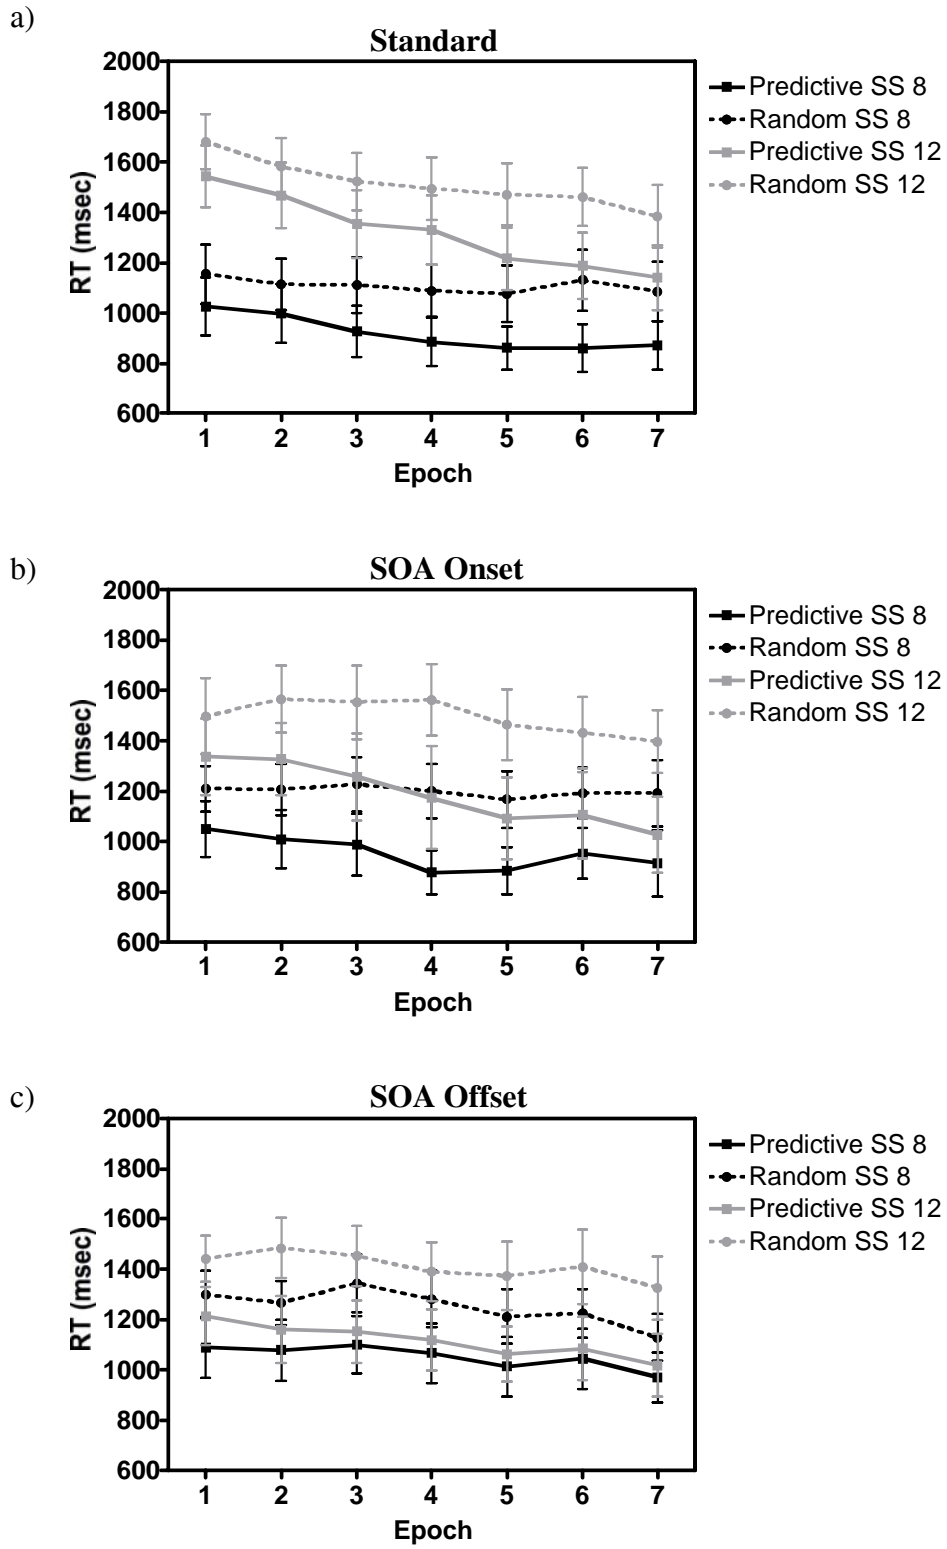 a)
Standard
2000
1800
1600
1400
1200
1000
800
600
RT (msec)
1 2 3 4 5 6 7
Epoch
Predictive SS 8
Random SS 8
Predictive SS 12
Random SS 12
b)
SOA Onset
2000
1800
1600
1400
1200
1000
800
600
RT (msec)
1 2 3 4 5 6 7
Epoch
Predictive SS 8
Random SS 8
Predictive SS 12
Random SS 12
c)
SOA Offset
2000
1800
1600
1400
1200
1000
800
600
RT (msec)
1 2 3 4 5 6 7
Epoch
Predictive SS 8
Random SS 8
Predictive SS 12
Random SS 12